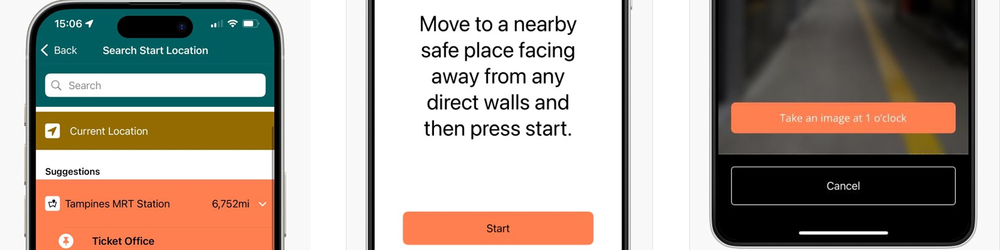 15:06
Back
Search Start Location
Search
Current Location
Suggestions
Tampines MRT Station 6,752mi
Ticket Office
Move to a nearby
safe place facing
away from any
direct walls and
then press start.
Start
Take an image at 1 o'clock
Cancel